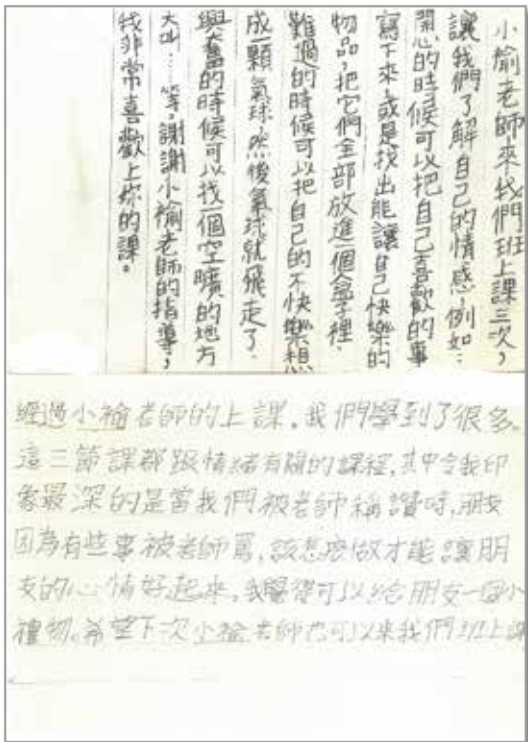 小愉老師來我們班上課三次，
讓我們了解自己的情感，例如：
開心的時候可以把自己喜歡的事
寫下來，或是找出能讓自己快樂的
物品，把它們全部放進一個盒子裡．
難過的時候可以把自己的不快樂想
成一顆氣球，然後氣球就飛走了．
興奮的時候可以找一個空曠的地方
大叫……等，謝謝小愉老師的指導，
我非常喜歡上妳的課。
經過小愉老師的上課，我們學到了很多。
這三節課都跟情緒有關的課程，其中令我印
象最深的是當我們被老師稱讚時，朋友
因為有些事被老師罵，該怎麼做才能讓朋
友的心情好起來，我覺得可以給朋友一個小
禮物。希望下次小愉老師也可以來我們班上課